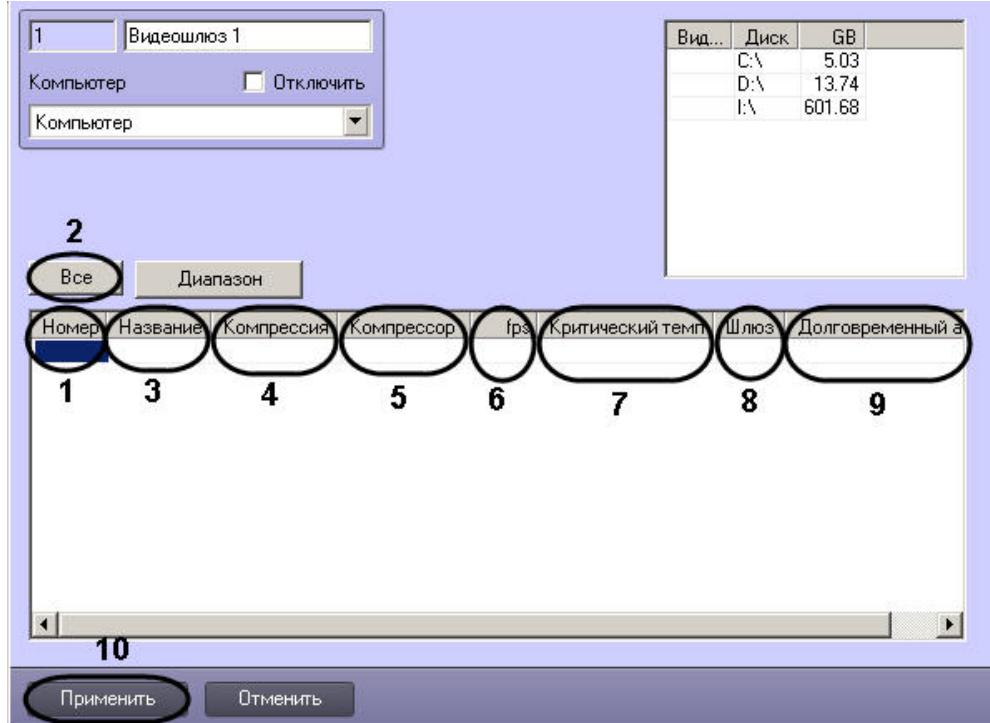 1 Видеошлюз 1
Компьютер Отключить
Компьютер
Вид... Диск GB
C:\ 5.03
D:\ 13.74
I:\ 601.68
2
Все Диапазон
Номер Название Компрессия Компрессор fps Критический темп Шлюз Долговременный а
1 3 4 5 6 7 8 9
10
Применить Отменить